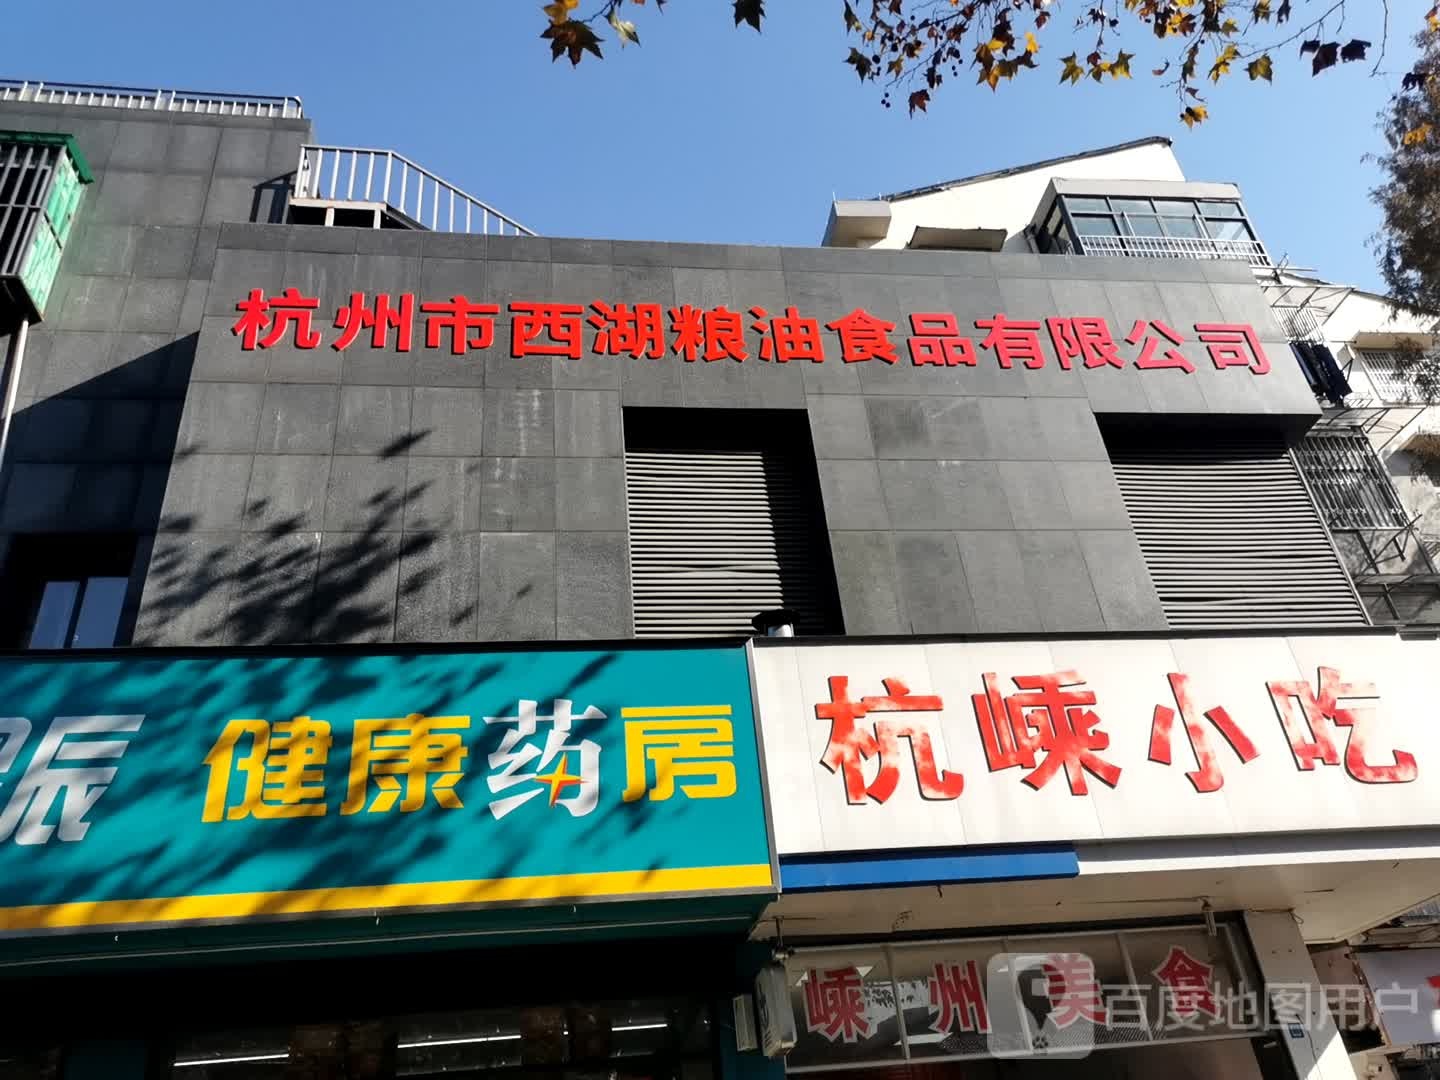 杭州市西湖粮油食品有限公司
辰 健康药房
杭嵊小吃
嵊州美食
百度地图用户